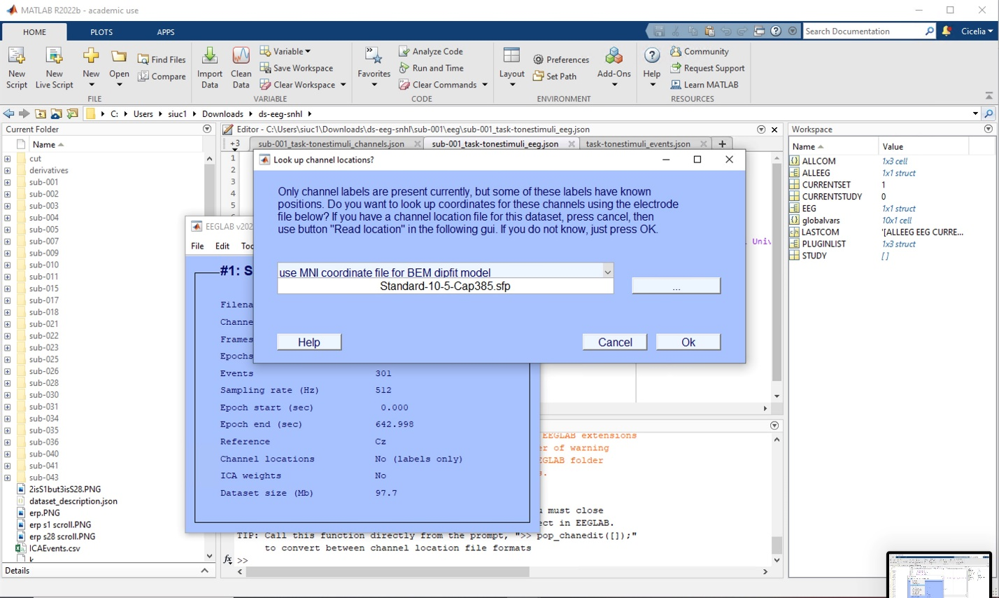 MATLAB R2022b - academic use
HOME PLOTS APPS
Search Documentation
Cicelia
New Script
New Live Script
New
Open
Find Files
Compare
FILE
Import Data
Clean Data
Variable
Save Workspace
Clear Workspace
VARIABLE
Favorites
Analyze Code
Run and Time
Clear Commands
CODE
Layout
Preferences
Set Path
Add-Ons
ENVIRONMENT
Help
Community
Request Support
Learn MATLAB
RESOURCES
C: Users siuc1 Downloads ds-eeg-snhl
Current Folder
Name
cut
derivatives
sub-001
sub-002
sub-003
sub-004
sub-005
sub-007
sub-009
sub-010
sub-011
sub-015
sub-017
sub-018
sub-021
sub-022
sub-023
sub-025
sub-026
sub-028
sub-030
sub-031
sub-034
sub-035
sub-036
sub-040
sub-041
sub-043
2isS1but3isS28.PNG
dataset_description.json
erp.PNG
erp s1 scroll.PNG
erp s28 scroll.PNG
ICAEvents.csv
Details
Editor - C:\Users\siuc1\Downloads\ds-eeg-snhl\sub-001\eeg\sub-001_task-tonestimuli_eeg.json
+3 sub-001_task-tonestimuli_channels.json sub-001_task-tonestimuli_eeg.json task-tonestimuli_events.json
1
2
3
4
5
Univ
Look up channel locations?
Only channel labels are present currently, but some of these labels have known
positions. Do you want to look up coordinates for these channels using the electrode
file below? If you have a channel location file for this dataset, press cancel, then
use button "Read location" in the following gui. If you do not know, just press OK.
use MNI coordinate file for BEM dipfit model
Standard-10-5-Cap385.sfp
...
Help
Cancel
Ok
EEGLAB v202
File Edit Too
#1: S
Filena
Channe
Frames
Epochs
Events 301
Sampling rate (Hz) 512
Epoch start (sec) 0.000
Epoch end (sec) 642.998
Reference Cz
Channel locations No (labels only)
ICA weights No
Dataset size (Mb) 97.7
EEGLAB extensions
er of warning
EGLAB folder
s.
u must close
ect in EEGLAB.
TIP: Call this function directly from the prompt, ">> pop_chanedit([]);"
to convert between channel location file formats
fx >>
Workspace
Name Value
ALLCOM 1x3 cell
ALLEEG 1x1 struct
CURRENTSET 1
CURRENTSTUDY 0
EEG 1x1 struct
globalvars 10x1 cell
LASTCOM '[ALLEEG EEG CURRE...
PLUGINLIST 1x3 struct
STUDY []